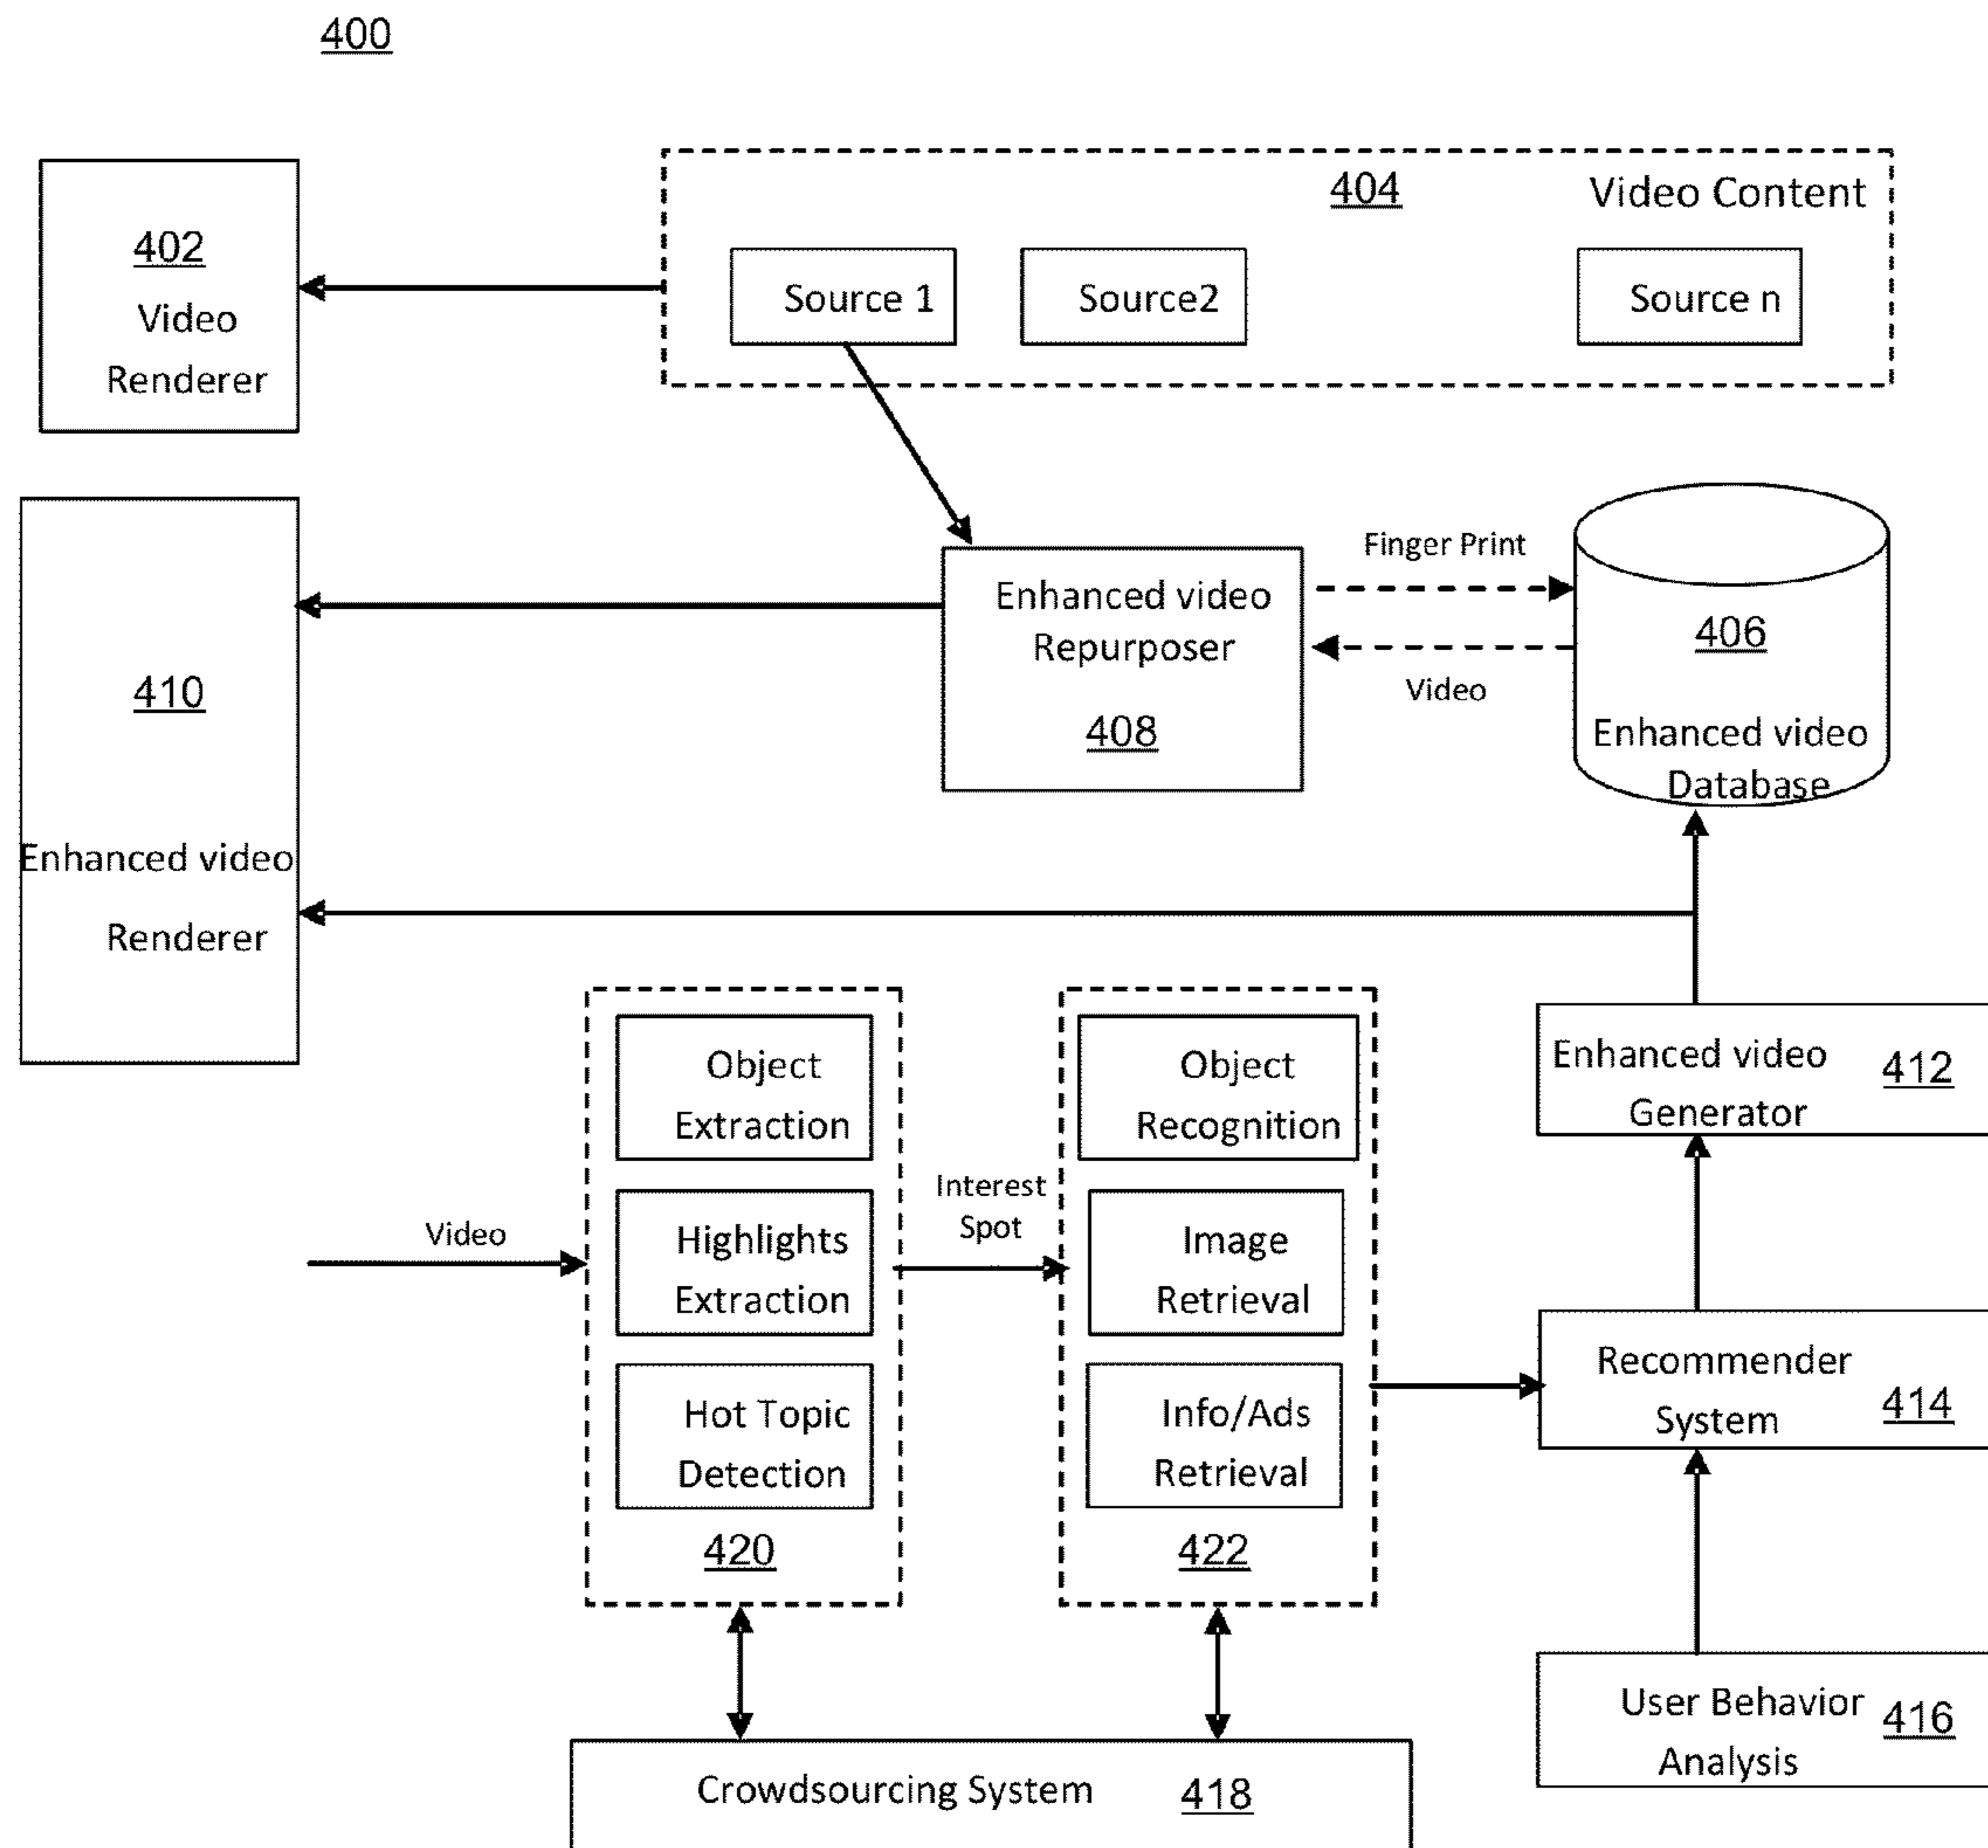 400
402
Video
Renderer
404
Video Content
Source 1
Source2
Source n
410
Enhanced video
Renderer
Enhanced video
Repurposer
408
Finger Print
Video
406
Enhanced video
Database
Video
Object
Extraction
Highlights
Extraction
Hot Topic
Detection
420
Interest
Spot
Object
Recognition
Image
Retrieval
Info/Ads
Retrieval
422
Enhanced video
Generator
412
Recommender
System
414
User Behavior
Analysis
416
Crowdsourcing System
418